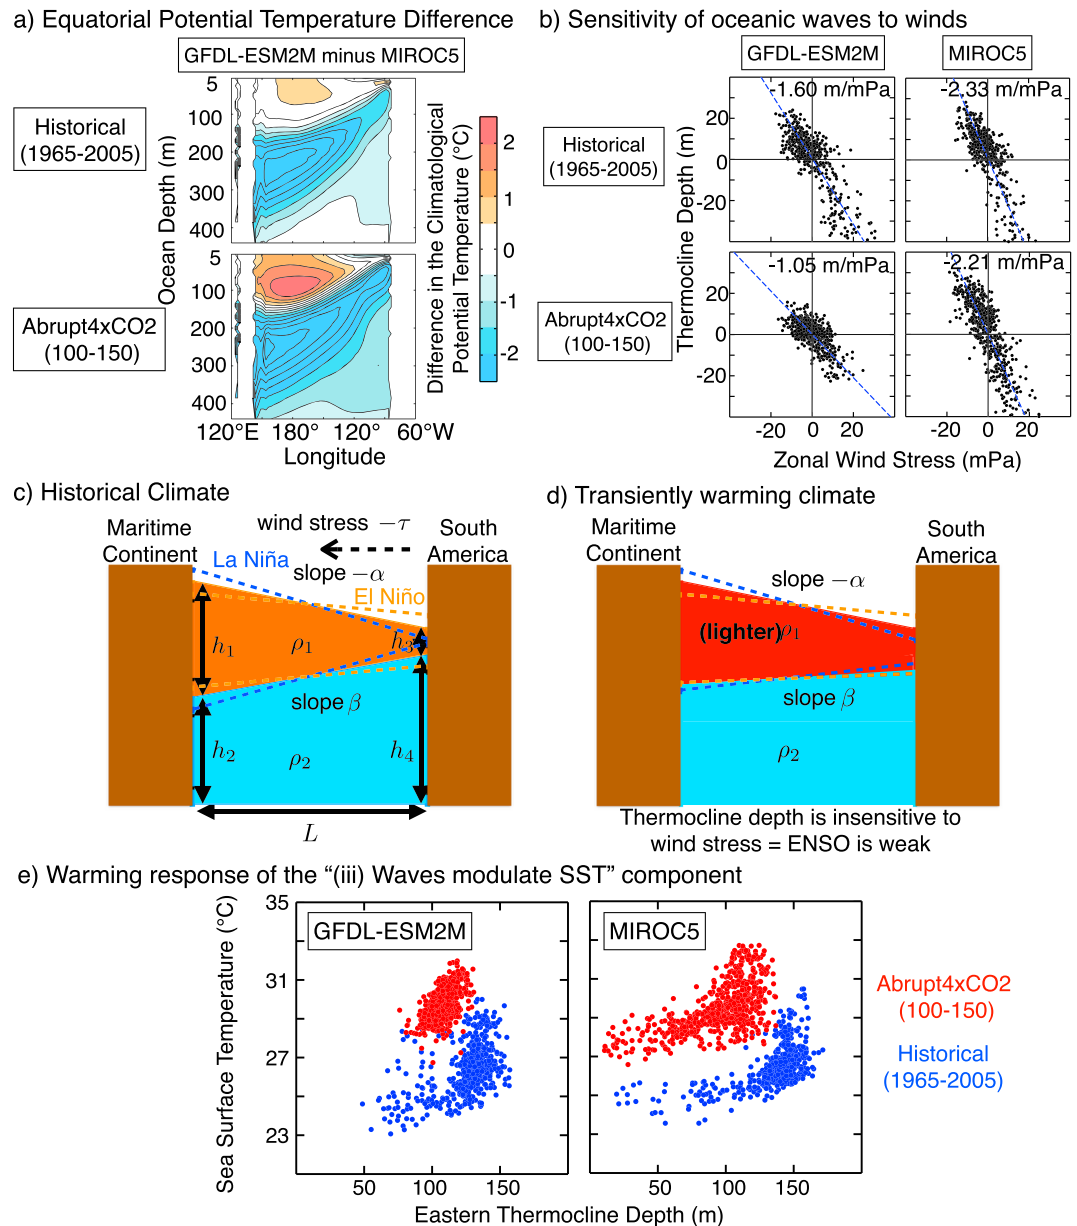 a) Equatorial Potential Temperature Difference
GFDL-ESM2M minus MIROC5
Historical
(1965-2005)
Abrupt4xCO2
(100-150)
Ocean Depth (m)
5
100
200
300
400
5
100
200
300
400
120°E 180° 120° 60°W
Longitude
Difference in the Climatological
Potential Temperature (°C)
2
1
0
-1
-2
b) Sensitivity of oceanic waves to winds
GFDL-ESM2M
MIROC5
Historical
(1965-2005)
Abrupt4xCO2
(100-150)
Thermocline Depth (m)
-1.60 m/mPa
-2.33 m/mPa
20
0
-20
-1.05 m/mPa
-2.21 m/mPa
20
0
-20
-20 0 20
-20 0 20
Zonal Wind Stress (mPa)
c) Historical Climate
Maritime
Continent
wind stress −τ
South
America
La Niña
slope −α
El Niño
h1
ρ1
h3
slope β
h2
ρ2
h4
L
d) Transiently warming climate
Maritime
Continent
South
America
slope −α
(lighter)ρ1
slope β
ρ2
Thermocline depth is insensitive to
wind stress = ENSO is weak
e) Warming response of the “(iii) Waves modulate SST” component
Sea Surface Temperature (°C)
35
31
27
23
GFDL-ESM2M
MIROC5
Abrupt4xCO2
(100-150)
Historical
(1965-2005)
50 100 150
50 100 150
Eastern Thermocline Depth (m)